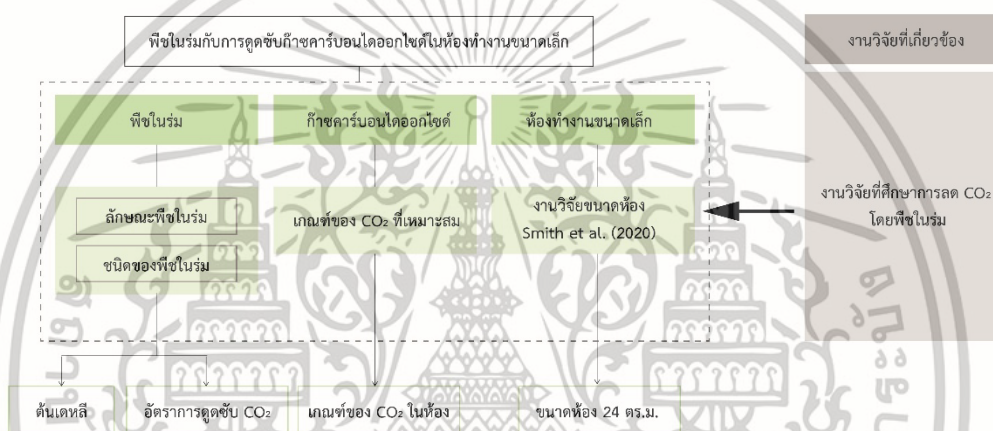 พืชในร่มกับการดูดซับก๊าซคาร์บอนไดออกไซด์ในห้องทำงานขนาดเล็ก
งานวิจัยที่เกี่ยวข้อง
พืชในร่ม
ก๊าซคาร์บอนไดออกไซด์
ห้องทำงานขนาดเล็ก
ลักษณะพืชในร่ม
ชนิดของพืชในร่ม
เกณฑ์ของ CO₂ ที่เหมาะสม
งานวิจัยขนาดห้อง
Smith et al. (2020)
งานวิจัยที่ศึกษาการลด CO₂
โดยพืชในร่ม
ต้นเดหลี
อัตราการดูดซับ CO₂
เกณฑ์ของ CO₂ ในห้อง
ขนาดห้อง 24 ตร.ม.